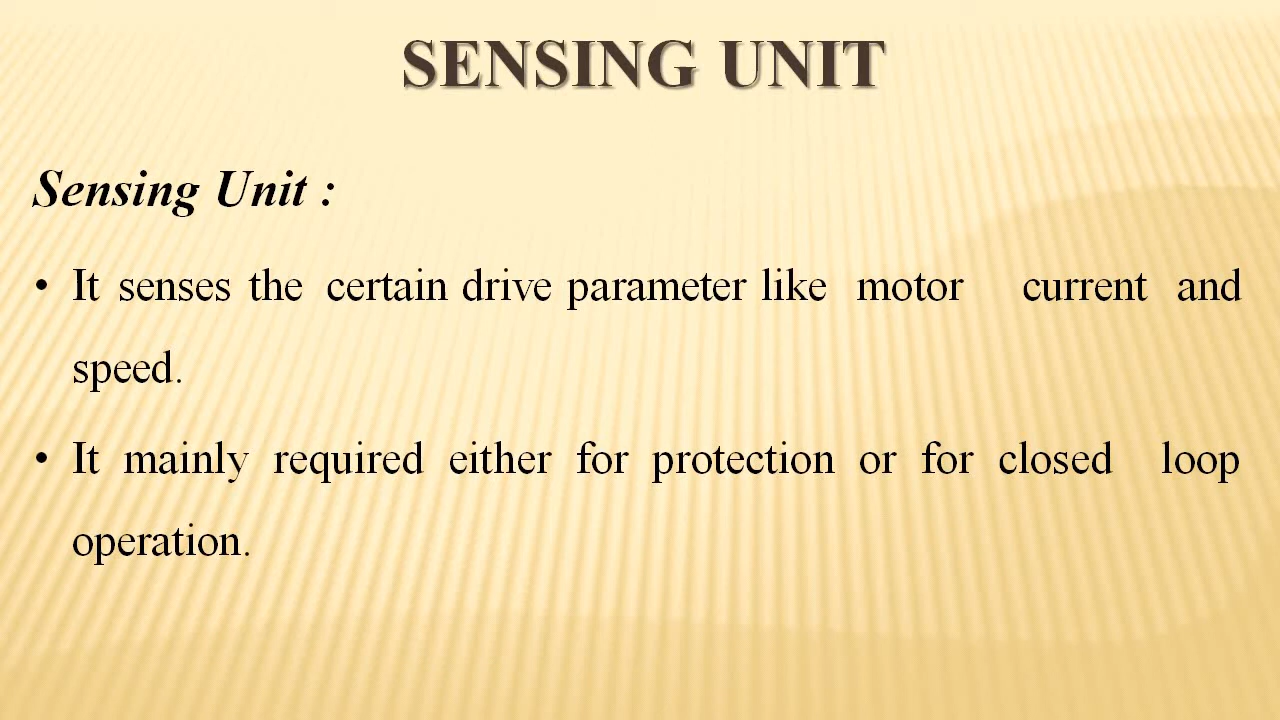 SENSING UNIT
Sensing Unit :
• It senses the certain drive parameter like motor current and
speed.
• It mainly required either for protection or for closed loop
operation.